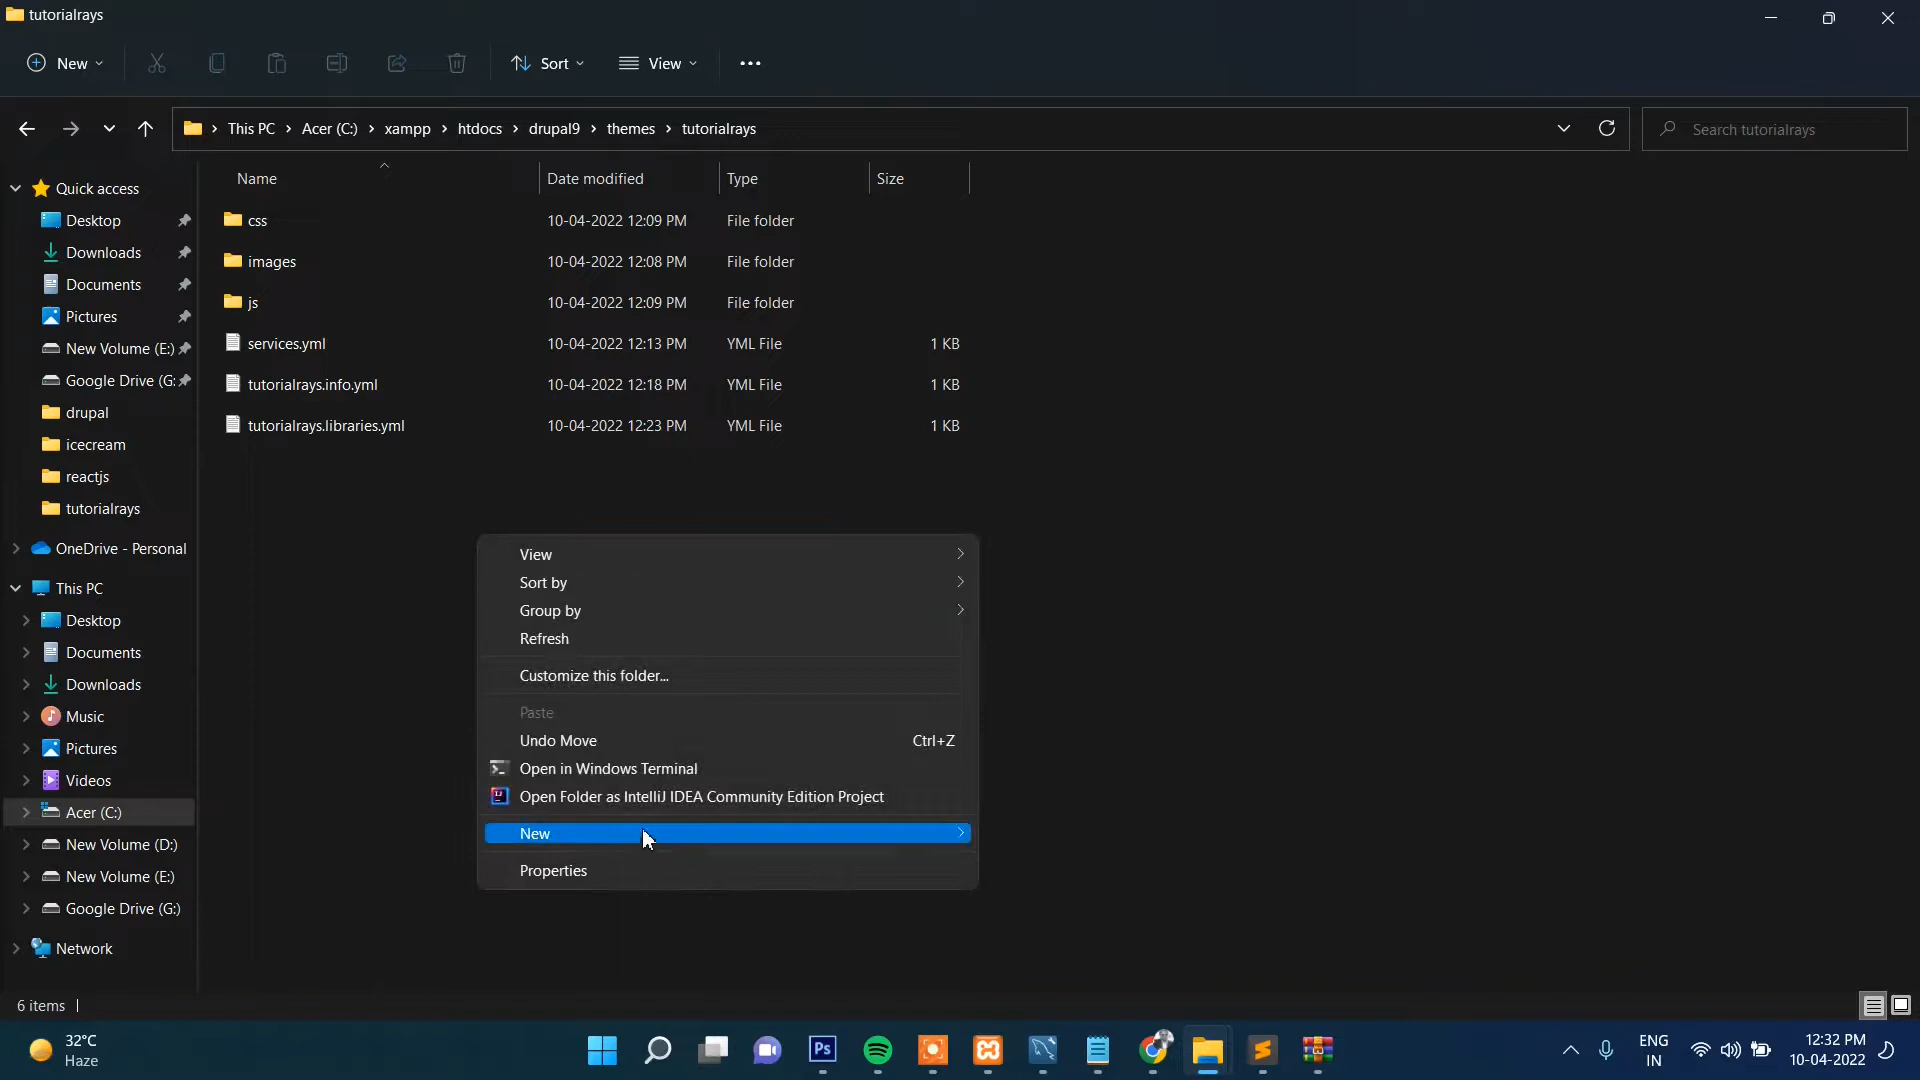 tutorialrays
New Sort View
This PC Acer (C:) xampp htdocs drupal9 themes tutorialrays Search tutorialrays
Name Date modified Type Size
css 10-04-2022 12:09 PM File folder
images 10-04-2022 12:08 PM File folder
js 10-04-2022 12:09 PM File folder
services.yml 10-04-2022 12:13 PM YML File 1 KB
tutorialrays.info.yml 10-04-2022 12:18 PM YML File 1 KB
tutorialrays.libraries.yml 10-04-2022 12:23 PM YML File 1 KB
Quick access
Desktop
Downloads
Documents
Pictures
New Volume (E:)
Google Drive (G:
drupal
icecream
reactjs
tutorialrays
OneDrive - Personal
This PC
Desktop
Documents
Downloads
Music
Pictures
Videos
Acer (C:)
New Volume (D:)
New Volume (E:)
Google Drive (G:)
Network
View
Sort by
Group by
Refresh
Customize this folder...
Paste
Undo Move Ctrl+Z
Open in Windows Terminal
Open Folder as IntelliJ IDEA Community Edition Project
New
Properties
6 items
32°C
Haze
Ps
ENG
IN
12:32 PM
10-04-2022